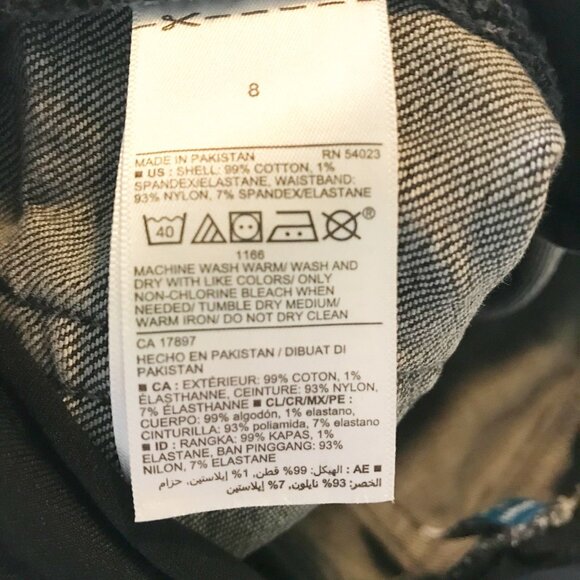 8
MADE IN PAKISTAN RN 54023
■ US : SHELL: 99% COTTON, 1%
SPANDEX/ELASTANE, WAISTBAND:
93% NYLON, 7% SPANDEX/ELASTANE
40 ®
1166
MACHINE WASH WARM/ WASH AND
DRY WITH LIKE COLORS/ ONLY
NON-CHLORINE BLEACH WHEN
NEEDED/ TUMBLE DRY MEDIUM/
WARM IRON/ DO NOT DRY CLEAN
CA 17897
HECHO EN PAKISTAN / DIBUAT DI
PAKISTAN
■ CA : EXTÉRIEUR: 99% COTON, 1%
ÉLASTHANNE, CEINTURE: 93% NYLON,
7% ÉLASTHANNE ■ CL/CR/MX/PE :
CUERPO: 99% algodón, 1% elastano,
CINTURILLA: 93% poliamida, 7% elastano
■ ID : RANGKA: 99% KAPAS, 1%
ELASTANE, BAN PINGGANG: 93%
NILON, 7% ELASTANE
■ AE : الهيكل: 99% قطن, 1% إيلاستين, حزام
الخصر: 93% نايلون, 7% إيلاستين